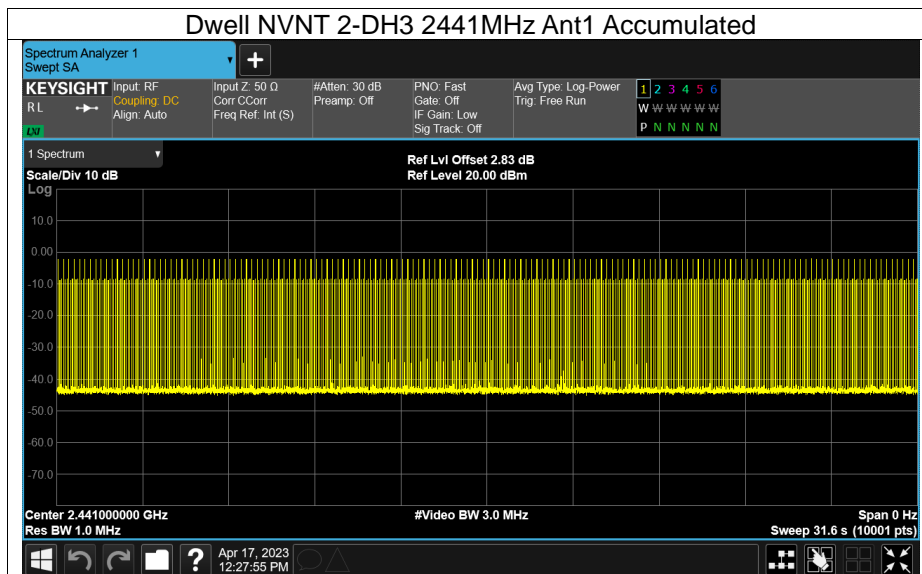 Dwell NVNT 2-DH3 2441MHz Ant1 Accumulated
Spectrum Analyzer 1
Swept SA
+
KEYSIGHT Input: RF Input Z: 50 Ω #Atten: 30 dB PNO: Fast Avg Type: Log-Power 1 2 3 4 5 6
R L Coupling: DC Corr CCorr Preamp: Off Gate: Off Trig: Free Run W W W W W W
Align: Auto Freq Ref: Int (S) IF Gain: Low
LXI Sig Track: Off P N N N N N
1 Spectrum Ref Lvl Offset 2.83 dB
Scale/Div 10 dB Ref Level 20.00 dBm
Log
10.0
0.00
-10.0
-20.0
-30.0
-40.0
-50.0
-60.0
-70.0
Center 2.441000000 GHz #Video BW 3.0 MHz Span 0 Hz
Res BW 1.0 MHz Sweep 31.6 s (10001 pts)
? Apr 17, 2023
12:27:55 PM